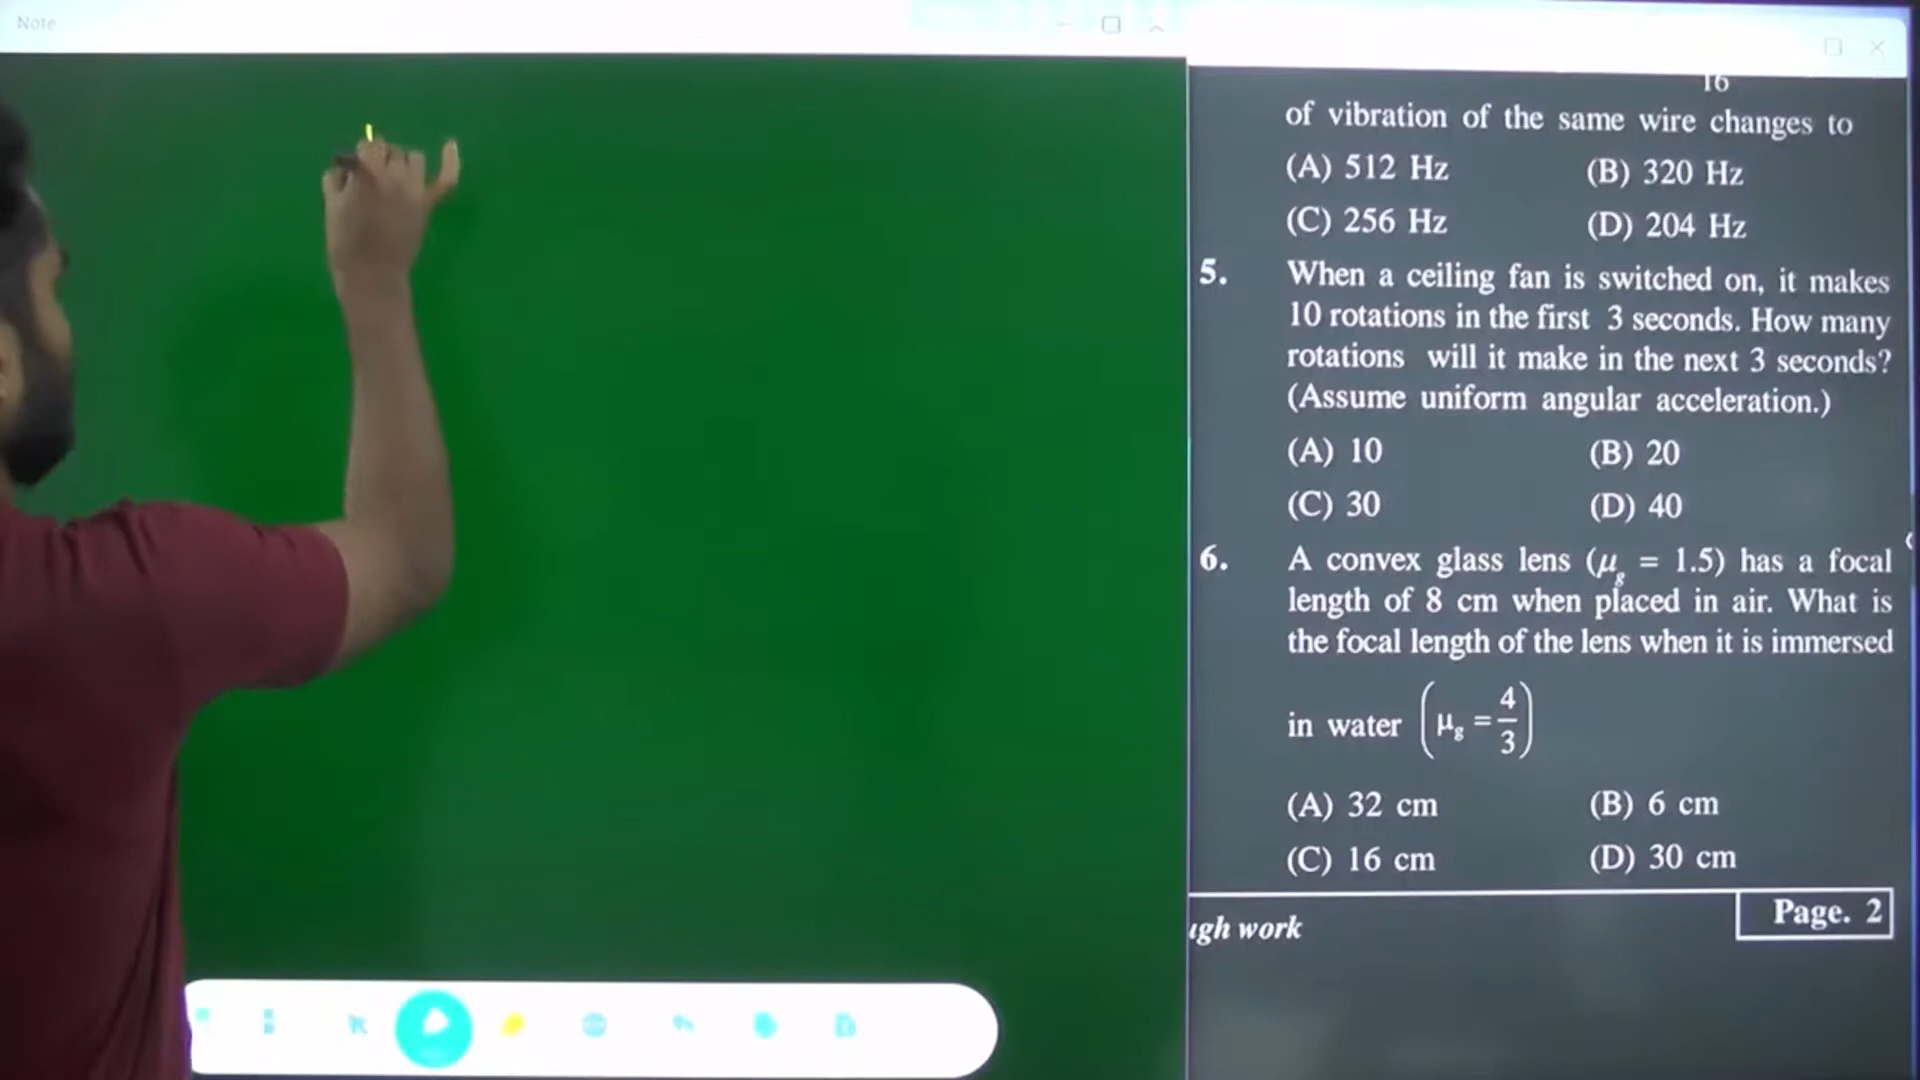 Note
16
of vibration of the same wire changes to
(A) 512 Hz (B) 320 Hz
(C) 256 Hz (D) 204 Hz
5. When a ceiling fan is switched on, it makes
10 rotations in the first 3 seconds. How many
rotations will it make in the next 3 seconds?
(Assume uniform angular acceleration.)
(A) 10 (B) 20
(C) 30 (D) 40
6. A convex glass lens (μg = 1.5) has a focal
length of 8 cm when placed in air. What is
the focal length of the lens when it is immersed
in water (μg = 4/3)
(A) 32 cm (B) 6 cm
(C) 16 cm (D) 30 cm
ugh work
Page. 2